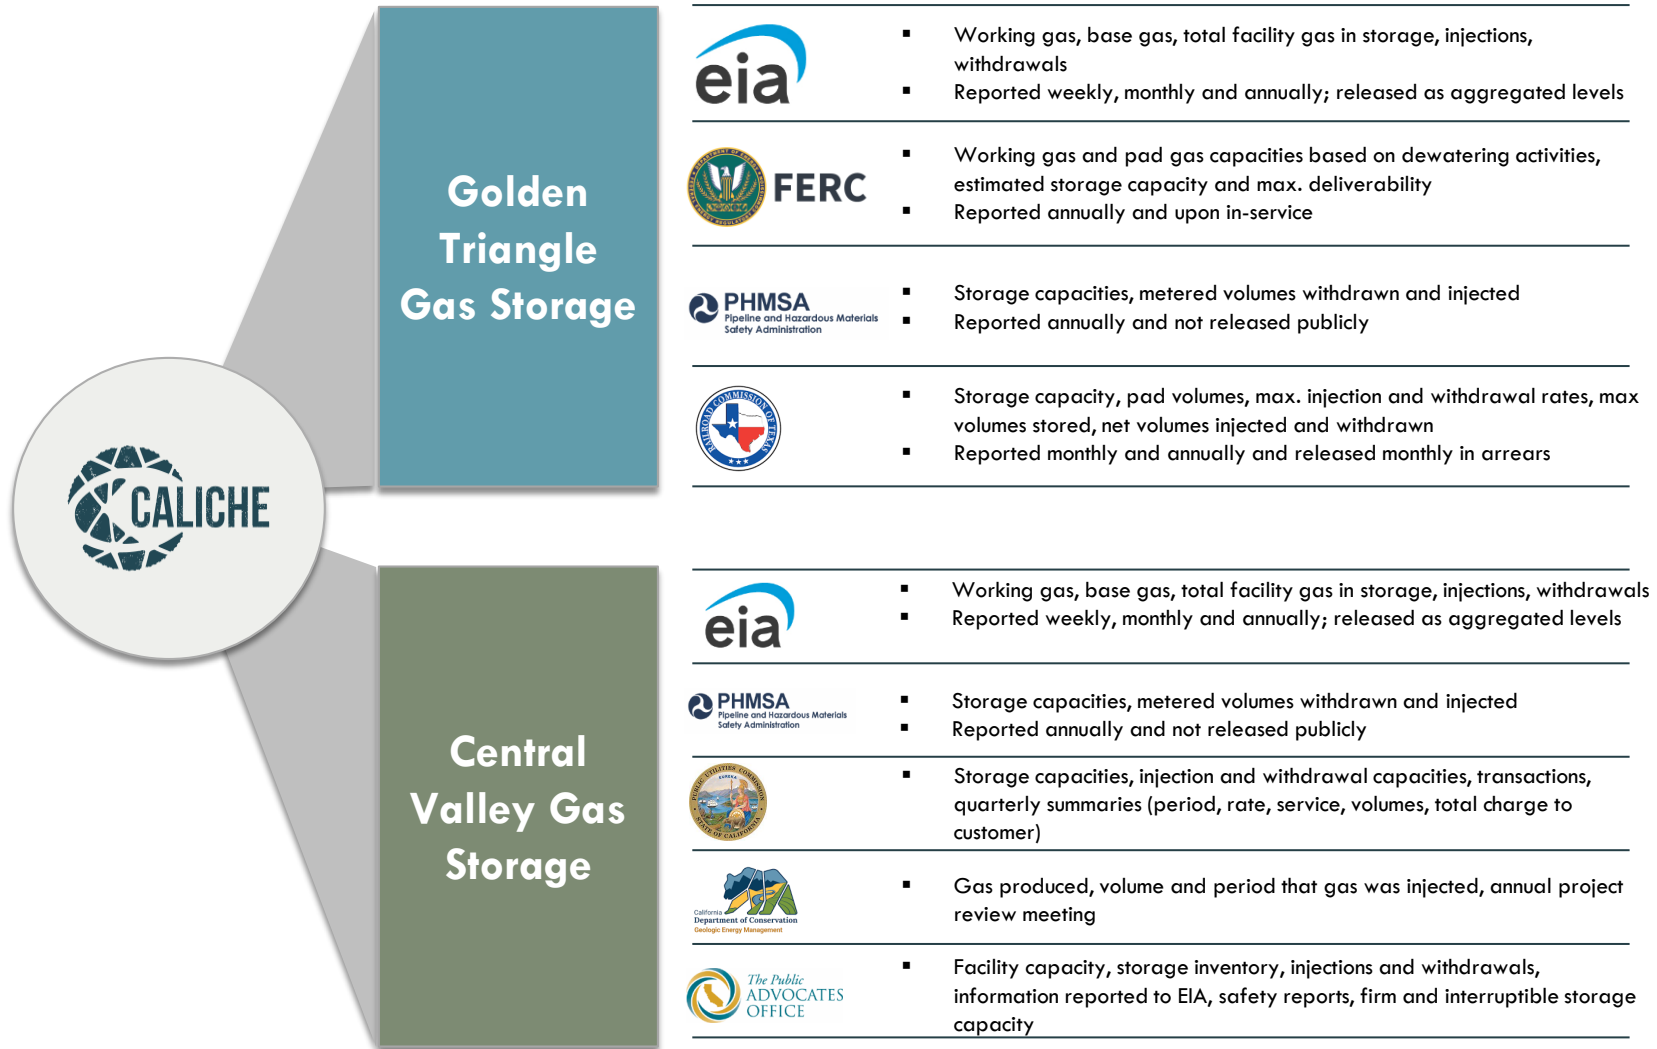 CALICHE
Golden
Triangle
Gas Storage
eia
▪ Working gas, base gas, total facility gas in storage, injections,
withdrawals
▪ Reported weekly, monthly and annually; released as aggregated levels
FERC
▪ Working gas and pad gas capacities based on dewatering activities,
estimated storage capacity and max. deliverability
▪ Reported annually and upon in-service
PHMSA
Pipeline and Hazardous Materials
Safety Administration
▪ Storage capacities, metered volumes withdrawn and injected
▪ Reported annually and not released publicly
RAILROAD COMMISSION OF TEXAS
▪ Storage capacity, pad volumes, max. injection and withdrawal rates, max
volumes stored, net volumes injected and withdrawn
▪ Reported monthly and annually and released monthly in arrears
Central
Valley Gas
Storage
eia
▪ Working gas, base gas, total facility gas in storage, injections, withdrawals
▪ Reported weekly, monthly and annually; released as aggregated levels
PHMSA
Pipeline and Hazardous Materials
Safety Administration
▪ Storage capacities, metered volumes withdrawn and injected
▪ Reported annually and not released publicly
PUBLIC UTILITIES COMMISSION
EUREKA
STATE OF CALIFORNIA
▪ Storage capacities, injection and withdrawal capacities, transactions,
quarterly summaries (period, rate, service, volumes, total charge to
customer)
California
Department of Conservation
Geologic Energy Management
▪ Gas produced, volume and period that gas was injected, annual project
review meeting
The Public
ADVOCATES
OFFICE
▪ Facility capacity, storage inventory, injections and withdrawals,
information reported to EIA, safety reports, firm and interruptible storage
capacity